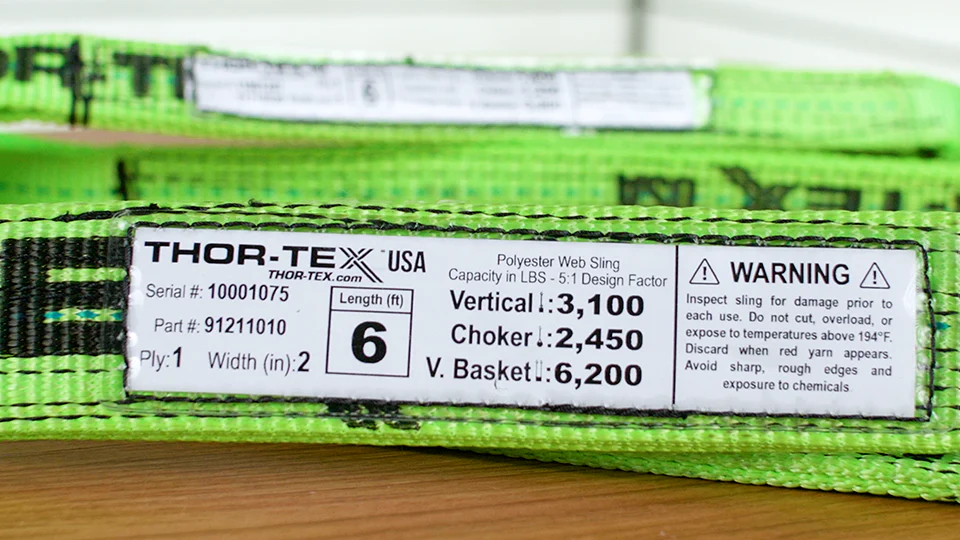 THOR-TEX™ USA
THOR-TEX.com
Serial #: 10001075
Part #: 91211010
Ply:1 Width (in):2
Length (ft)
6
Polyester Web Sling
Capacity in LBS - 5:1 Design Factor
Vertical:3,100
Choker:2,450
V. Basket:6,200
⚠ WARNING ⚠
Inspect sling for damage prior to
each use. Do not cut, overload, or
expose to temperatures above 194°F.
Discard when red yarn appears.
Avoid sharp, rough edges and
exposure to chemicals